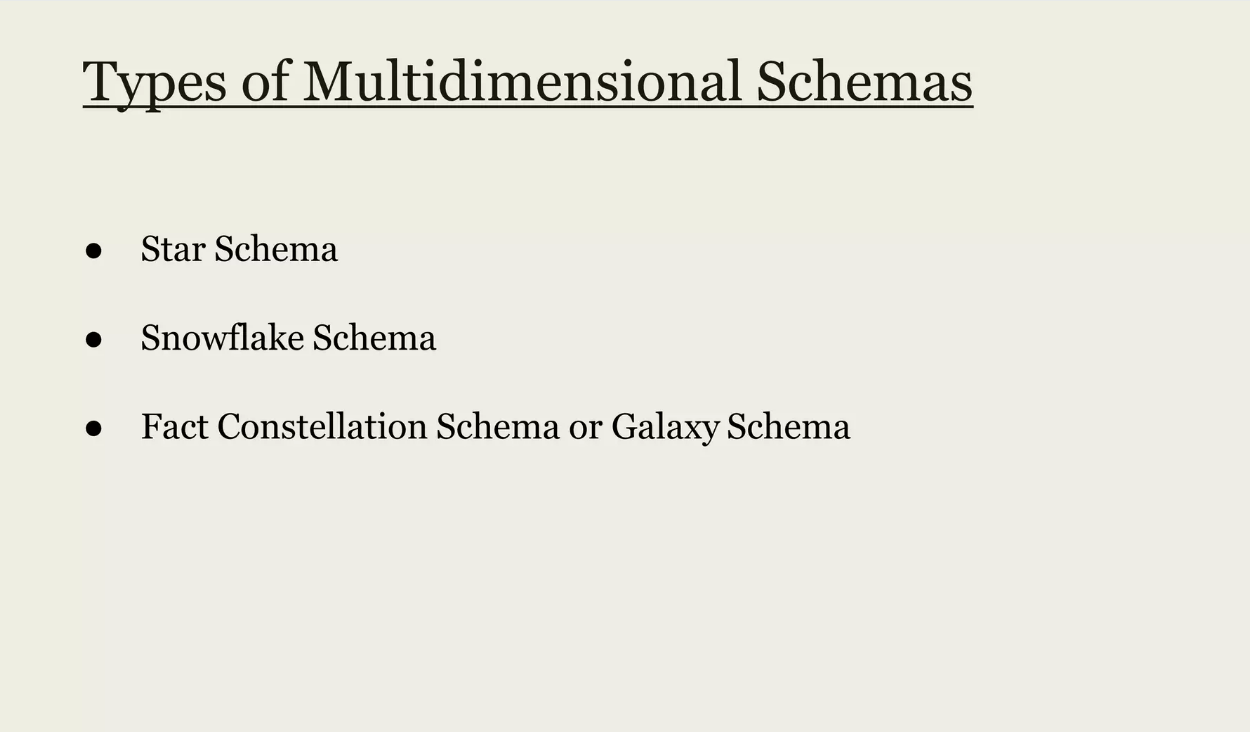 Types of Multidimensional Schemas
● Star Schema
● Snowflake Schema
● Fact Constellation Schema or Galaxy Schema